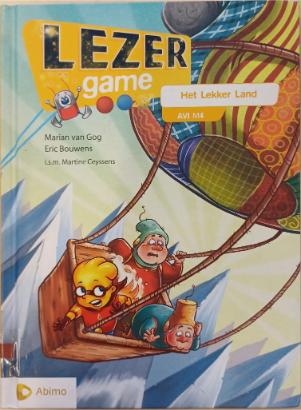 LEZER
game
Het Lekker Land
AVI M4
Marian van Gog
Eric Bouwens
i.s.m. Martine Ceyssens
Abimo